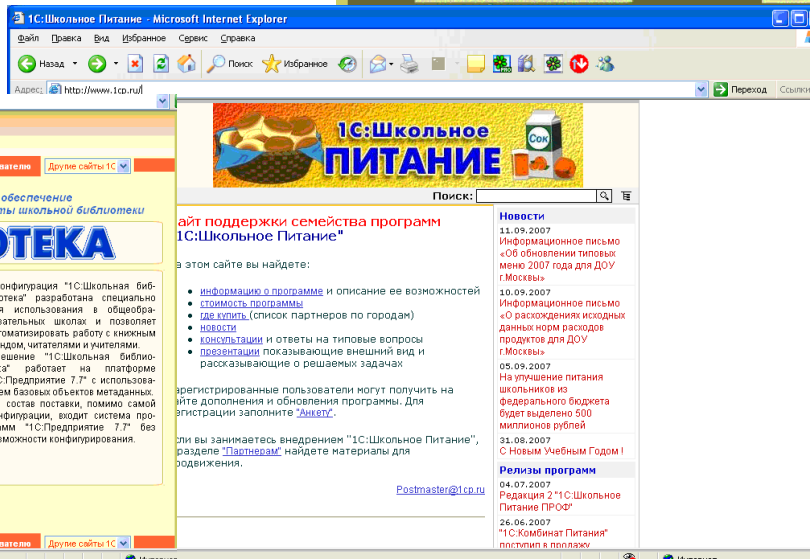 1С:Школьное Питание - Microsoft Internet Explorer
Файл Правка Вид Избранное Сервис Справка
Назад Поиск Избранное
Адрес: http://www.1cp.ru/ Переход Ссылки
1С:Школьное
ПИТАНИЕ
Сок
Поиск:
Другие сайты 1С
обеспечение
школьной библиотеки
ОТЕКА
конфигурация "1С:Школьная биб-
отека" разработана специально
я использования в общеобра-
вательных школах и позволяет
томатизировать работу с книжным
ндом, читателями и учителями.
ешение "1С:Школьная библио-
ка" работает на платформе
С:Предприятие 7.7" с использова-
ем базовых объектов метаданных.
состав поставки, помимо самой
нфигурации, входит система про-
амм "1С:Предприятие 7.7" без
зможности конфигурирования.
Другие сайты 1С
айт поддержки семейства программ
1С:Школьное Питание"
а этом сайте вы найдете:
информацию о программе и описание ее возможностей
стоимость программы
где купить (список партнеров по городам)
новости
консультации и ответы на типовые вопросы
презентации показывающие внешний вид и
рассказывающие о решаемых задачах
арегистрированные пользователи могут получить на
айте дополнения и обновления программы. Для
егистрации заполните "Анкету".
сли вы занимаетесь внедрением "1С:Школьное Питание",
разделе "Партнерам" найдете материалы для
родвижения.
Postmaster@1cp.ru
Новости
11.09.2007
Информационное письмо
«Об обновлении типовых
меню 2007 года для ДОУ
г.Москвы»
10.09.2007
Информационное письмо
«О расхождениях исходных
данных норм расходов
продуктов для ДОУ
г.Москвы»
05.09.2007
На улучшение питания
школьников из
федерального бюджета
будет выделено 500
миллионов рублей
31.08.2007
С Новым Учебным Годом !
Релизы программ
04.07.2007
Редакция 2 "1С:Школьное
Питание ПРОФ"
26.06.2007
"1С:Комбинат Питания"
поступил в продажу